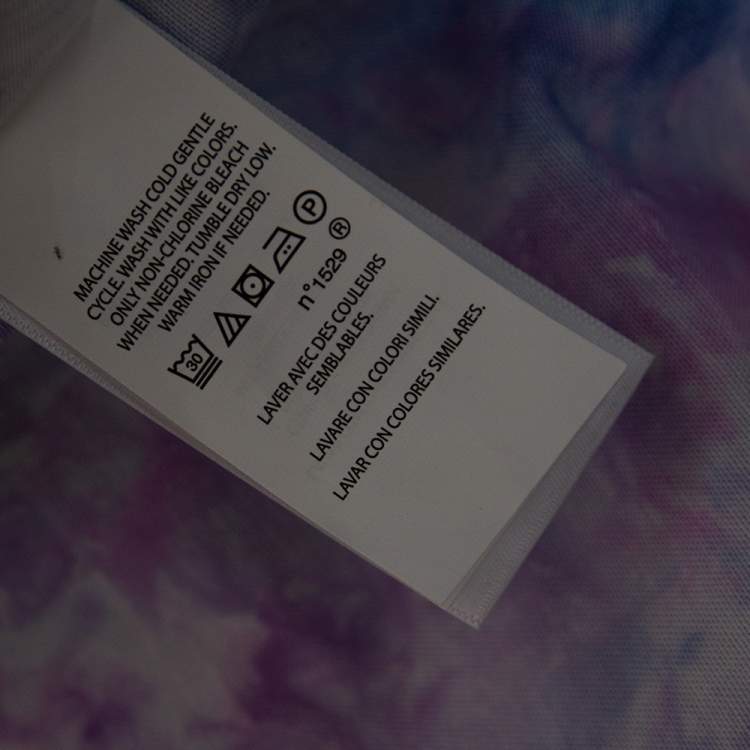 MACHINE WASH COLD GENTLE
CYCLE. WASH WITH LIKE COLORS.
ONLY NON-CHLORINE BLEACH
WHEN NEEDED. TUMBLE DRY LOW.
WARM IRON IF NEEDED.
30 P
n°1529 ®
LAVER AVEC DES COULEURS
SEMBLABLES.
LAVARE CON COLORI SIMILI.
LAVAR CON COLORES SIMILARES.